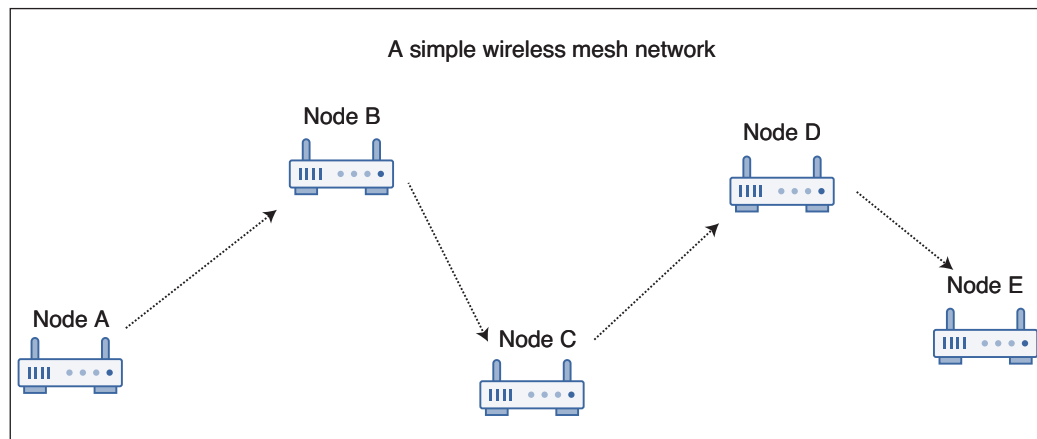 A simple wireless mesh network
Node B
Node D
Node E
Node A
Node C